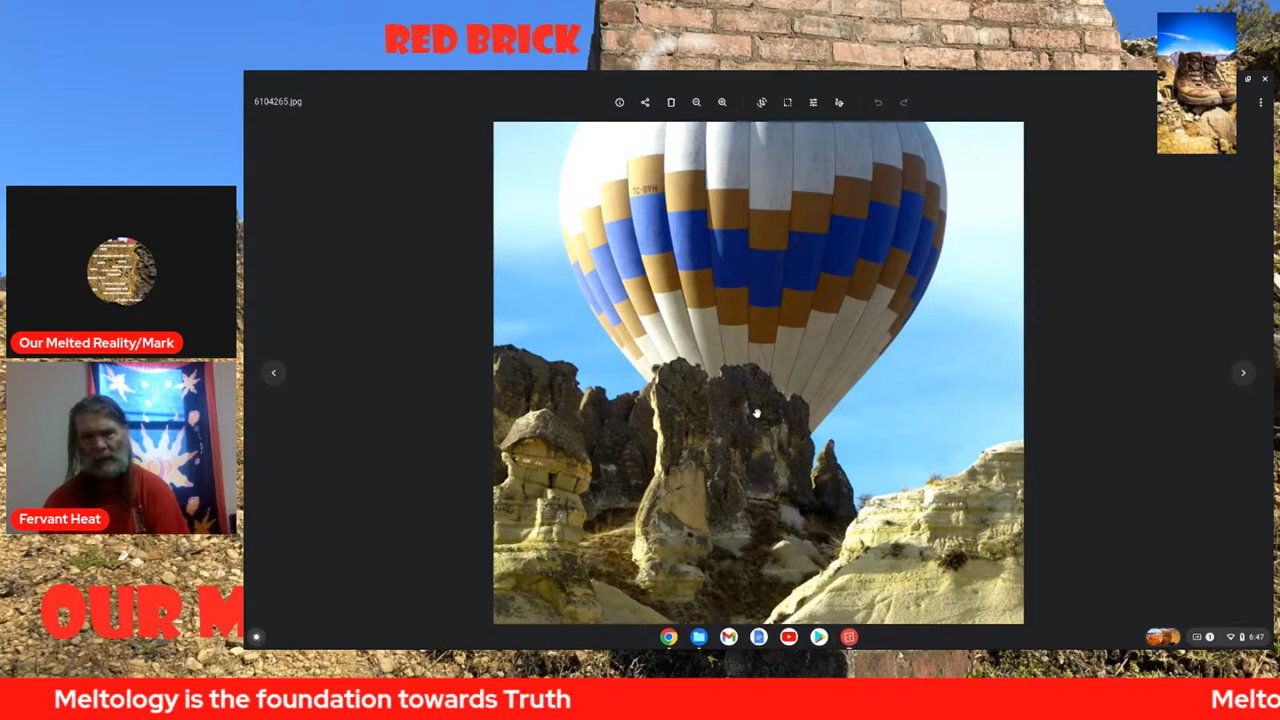 RED BRICK
6104265.jpg
Our Melted Reality/Mark
Fervant Heat
OUR M
6:47
Meltology is the foundation towards Truth
Melto